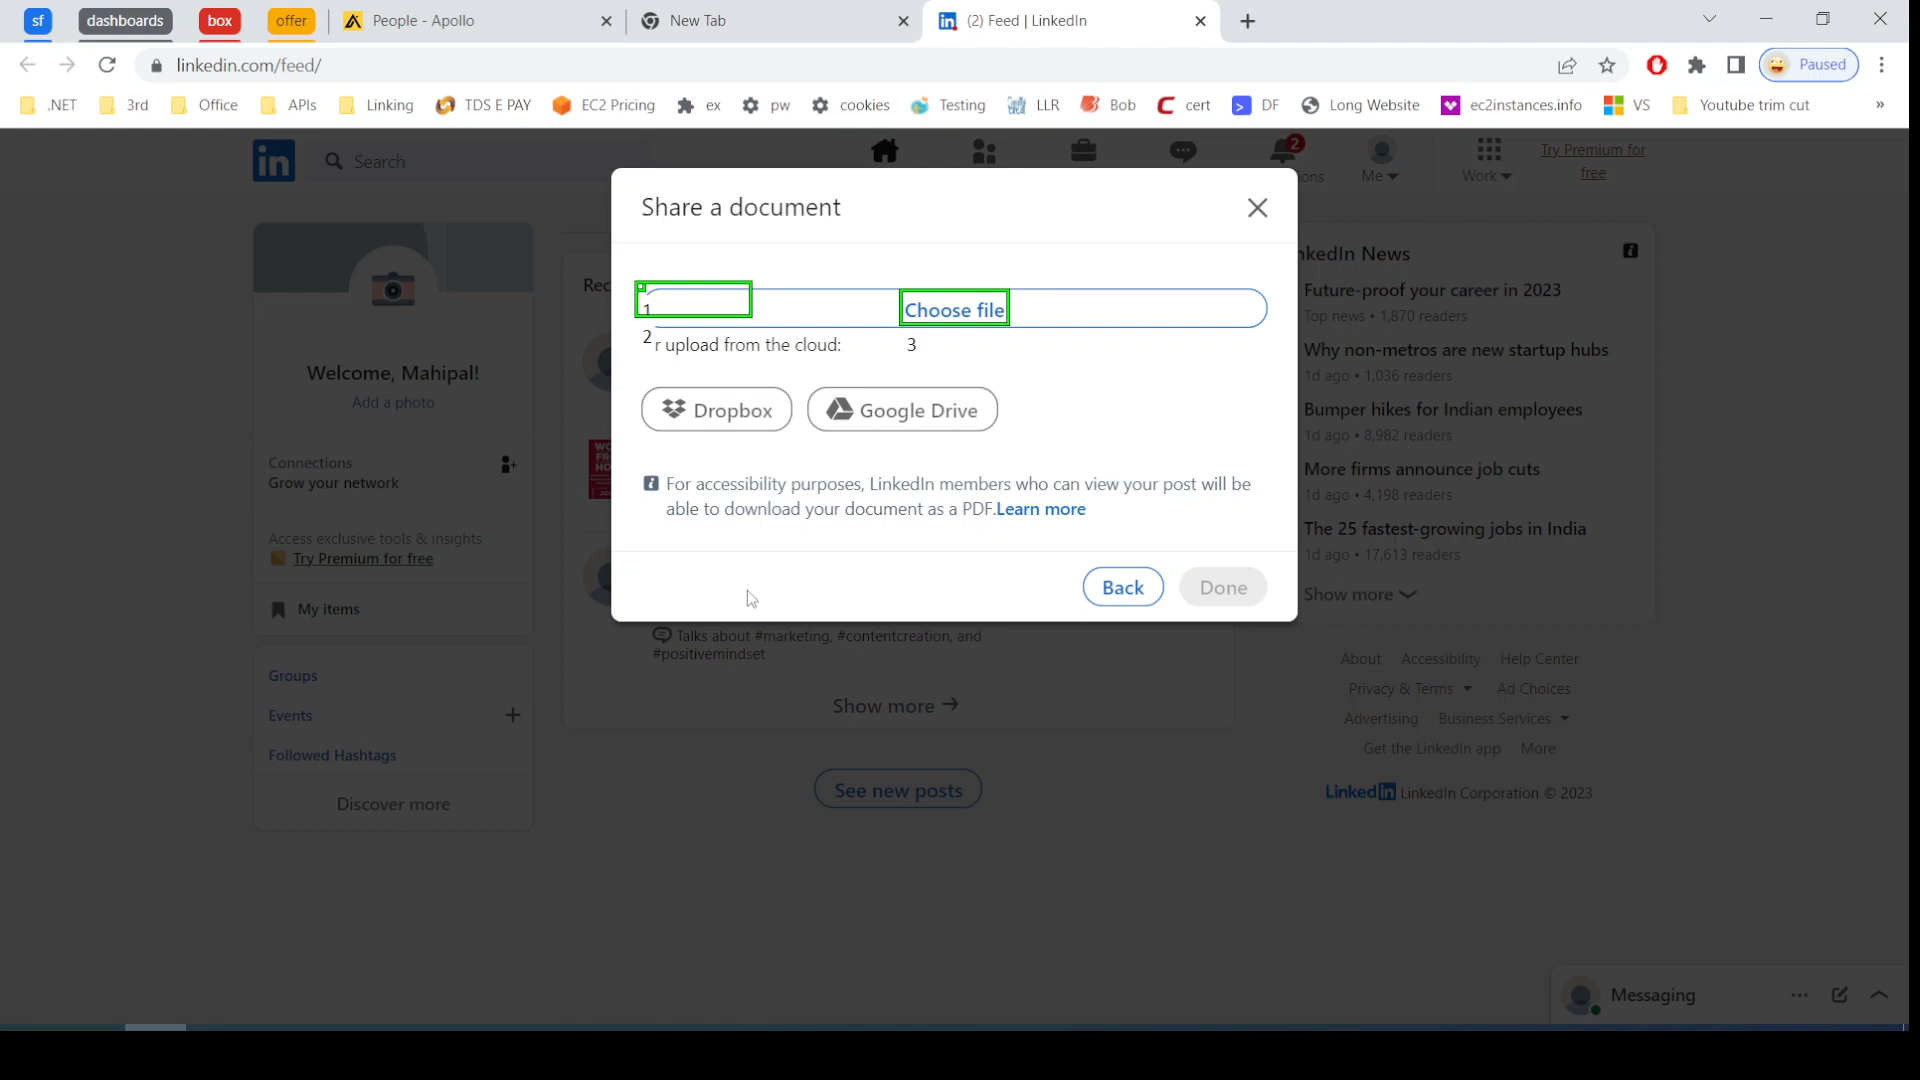 sf dashboards box offer People - Apollo New Tab (2) Feed | LinkedIn
linkedin.com/feed/ Paused
.NET 3rd Office APIs Linking TDS E PAY EC2 Pricing ex pw cookies Testing LLR Bob cert DF Long Website ec2instances.info VS Youtube trim cut »
in Search 2 ons Me Work Try Premium for free
Share a document
1 Choose file
2 r upload from the cloud: 3
Dropbox Google Drive
For accessibility purposes, LinkedIn members who can view your post will be
able to download your document as a PDF.Learn more
Back Done
Welcome, Mahipal!
Add a photo
Connections
Grow your network
Access exclusive tools & insights
Try Premium for free
My items
Groups
Events +
Followed Hashtags
Discover more
Rec
WO
FR
HO
Talks about #marketing, #contentcreation, and
#positivemindset
Show more →
See new posts
nkedIn News
Future-proof your career in 2023
Top news • 1,870 readers
Why non-metros are new startup hubs
1d ago • 1,036 readers
Bumper hikes for Indian employees
1d ago • 8,982 readers
More firms announce job cuts
1d ago • 4,198 readers
The 25 fastest-growing jobs in India
1d ago • 17,613 readers
Show more
About Accessibility Help Center
Privacy & Terms Ad Choices
Advertising Business Services
Get the LinkedIn app More
LinkedIn LinkedIn Corporation © 2023
Messaging